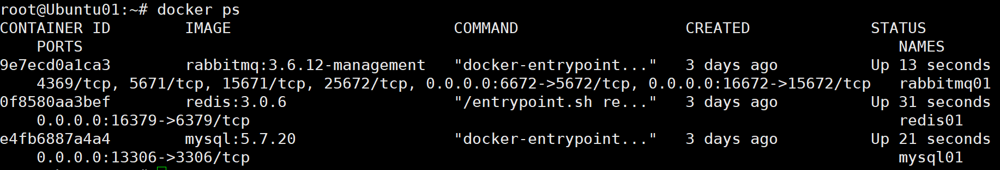 root@Ubuntu01:~# docker ps
CONTAINER ID        IMAGE                        COMMAND                  CREATED             STATUS
    PORTS                                                                                        NAMES
9e7ecd0a1ca3        rabbitmq:3.6.12-management   "docker-entrypoint..."   3 days ago          Up 13 seconds
    4369/tcp, 5671/tcp, 15671/tcp, 25672/tcp, 0.0.0.0:6672->5672/tcp, 0.0.0.0:16672->15672/tcp   rabbitmq01
0f8580aa3bef        redis:3.0.6                  "/entrypoint.sh re..."   3 days ago          Up 31 seconds
    0.0.0.0:16379->6379/tcp                                                                      redis01
e4fb6887a4a4        mysql:5.7.20                 "docker-entrypoint..."   3 days ago          Up 21 seconds
    0.0.0.0:13306->3306/tcp                                                                      mysql01